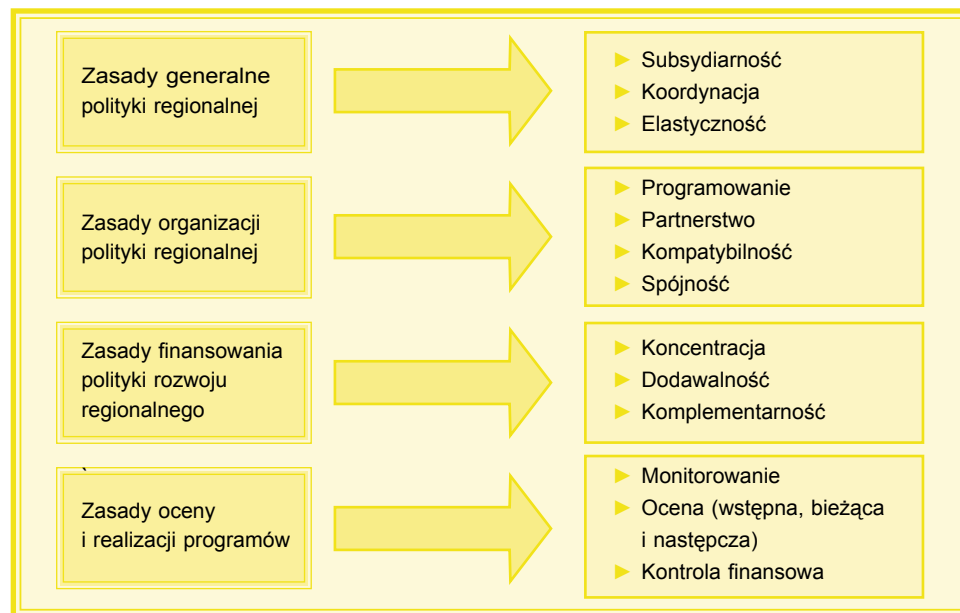 Zasady generalne
polityki regionalnej
► Subsydiarność
► Koordynacja
► Elastyczność
Zasady organizacji
polityki regionalnej
► Programowanie
► Partnerstwo
► Kompatybilność
► Spójność
Zasady finansowania
polityki rozwoju
regionalnego
► Koncentracja
► Dodawalność
► Komplementarność
`
Zasady oceny
i realizacji programów
► Monitorowanie
► Ocena (wstępna, bieżąca
i następcza)
► Kontrola finansowa